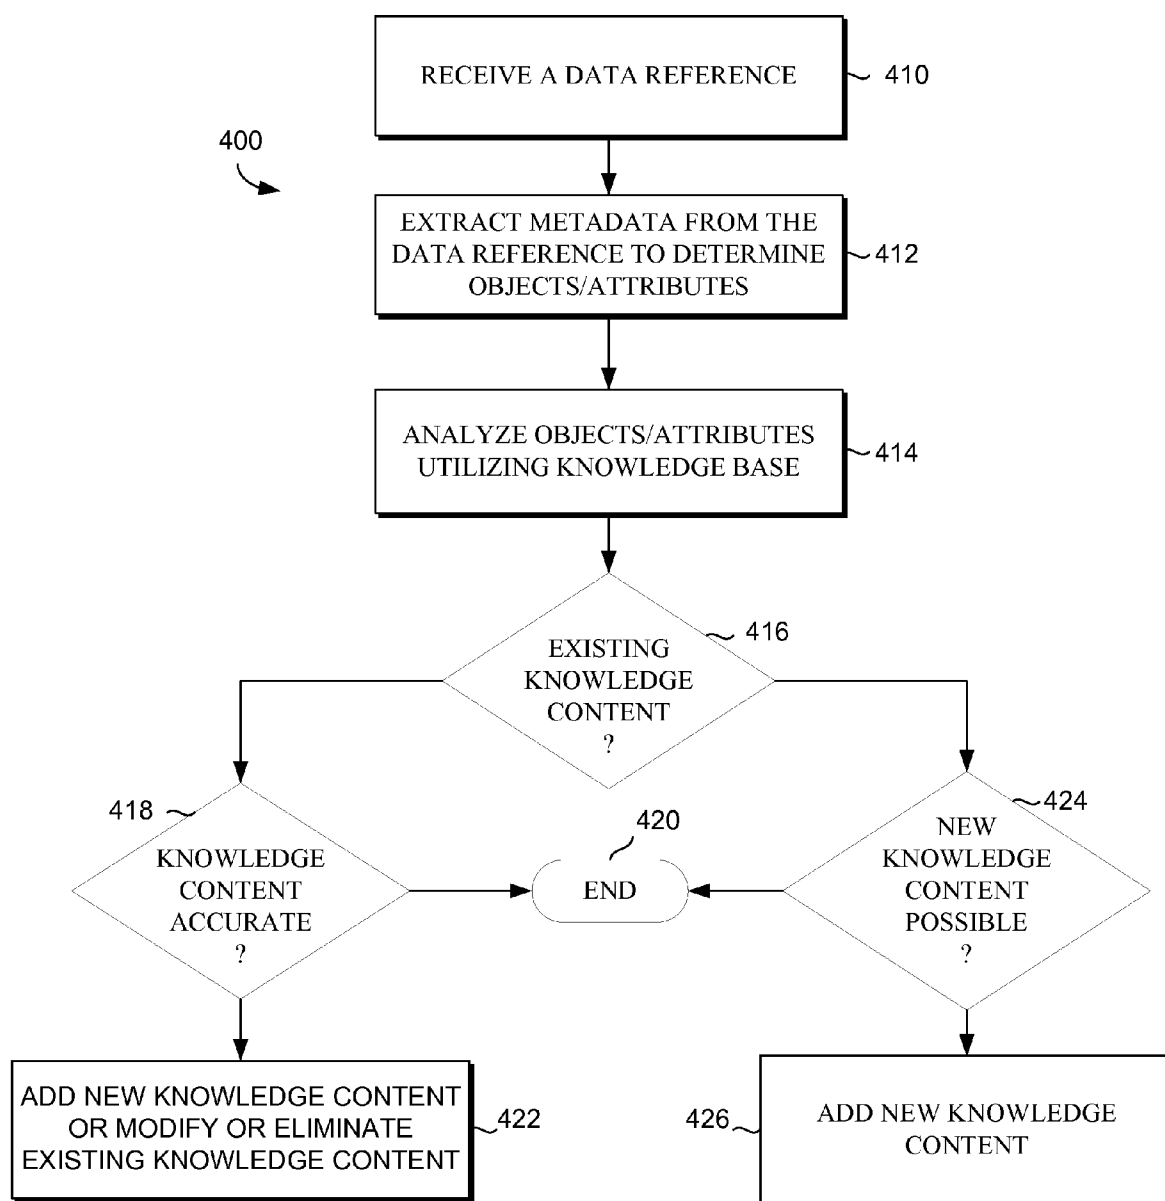 RECEIVE A DATA REFERENCE
410
400
EXTRACT METADATA FROM THE
DATA REFERENCE TO DETERMINE
OBJECTS/ATTRIBUTES
412
ANALYZE OBJECTS/ATTRIBUTES
UTILIZING KNOWLEDGE BASE
414
416
EXISTING
KNOWLEDGE
CONTENT
?
418
KNOWLEDGE
CONTENT
ACCURATE
?
420
END
424
NEW
KNOWLEDGE
CONTENT
POSSIBLE
?
ADD NEW KNOWLEDGE CONTENT
OR MODIFY OR ELIMINATE
EXISTING KNOWLEDGE CONTENT
422
426
ADD NEW KNOWLEDGE
CONTENT